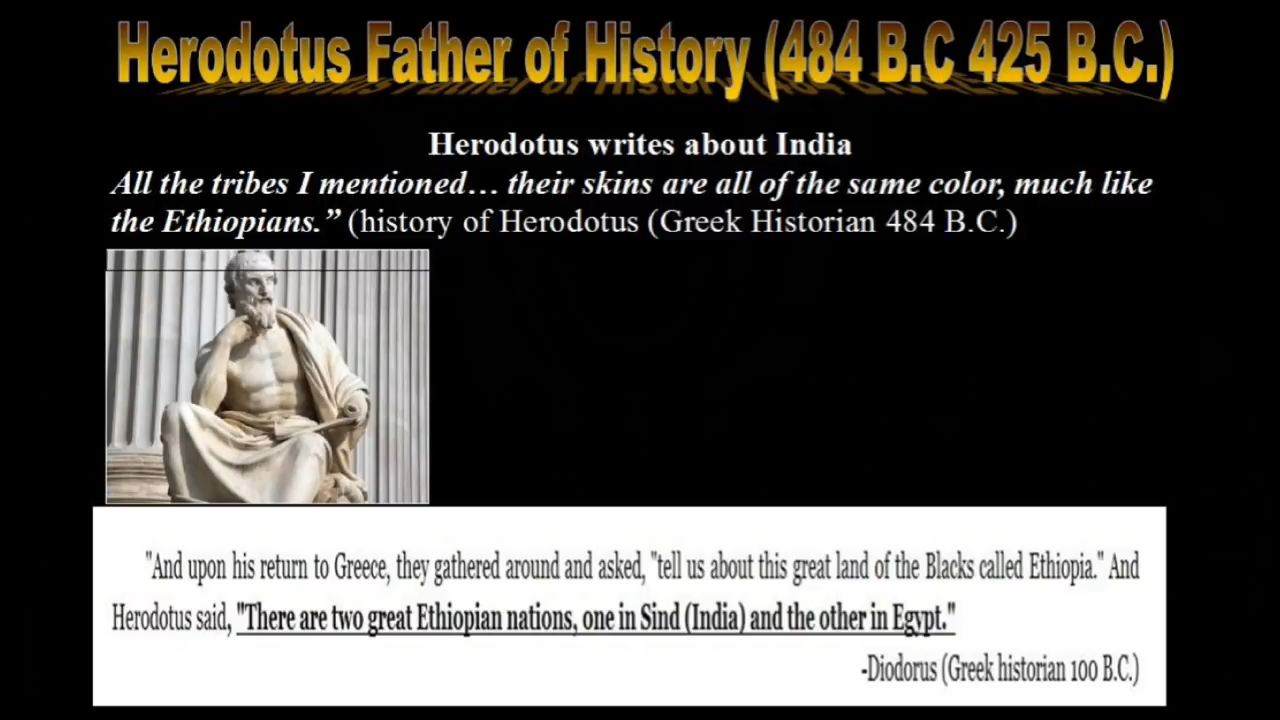 Herodotus Father of History (484 B.C 425 B.C.)
Herodotus writes about India
All the tribes I mentioned… their skins are all of the same color, much like
the Ethiopians.” (history of Herodotus (Greek Historian 484 B.C.)
"And upon his return to Greece, they gathered around and asked, "tell us about this great land of the Blacks called Ethiopia." And
Herodotus said, "There are two great Ethiopian nations, one in Sind (India) and the other in Egypt."
-Diodorus (Greek historian 100 B.C.)